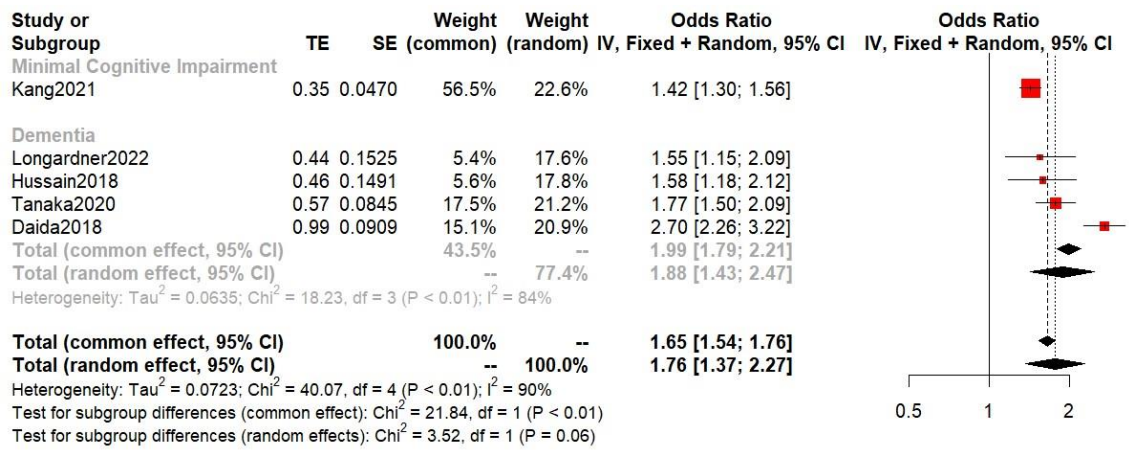 Study or Weight Weight Odds Ratio Odds Ratio
Subgroup TE SE (common) (random) IV, Fixed + Random, 95% CI IV, Fixed + Random, 95% CI
Minimal Cognitive Impairment
Kang2021 0.35 0.0470 56.5% 22.6% 1.42 [1.30; 1.56]
Dementia
Longardner2022 0.44 0.1525 5.4% 17.6% 1.55 [1.15; 2.09]
Hussain2018 0.46 0.1491 5.6% 17.8% 1.58 [1.18; 2.12]
Tanaka2020 0.57 0.0845 17.5% 21.2% 1.77 [1.50; 2.09]
Daida2018 0.99 0.0909 15.1% 20.9% 2.70 [2.26; 3.22]
Total (common effect, 95% CI) 43.5% -- 1.99 [1.79; 2.21]
Total (random effect, 95% CI) -- 77.4% 1.88 [1.43; 2.47]
Heterogeneity: Tau² = 0.0635; Chi² = 18.23, df = 3 (P < 0.01); I² = 84%
Total (common effect, 95% CI) 100.0% -- 1.65 [1.54; 1.76]
Total (random effect, 95% CI) -- 100.0% 1.76 [1.37; 2.27]
Heterogeneity: Tau² = 0.0723; Chi² = 40.07, df = 4 (P < 0.01); I² = 90%
Test for subgroup differences (common effect): Chi² = 21.84, df = 1 (P < 0.01)
Test for subgroup differences (random effects): Chi² = 3.52, df = 1 (P = 0.06)
0.5 1 2